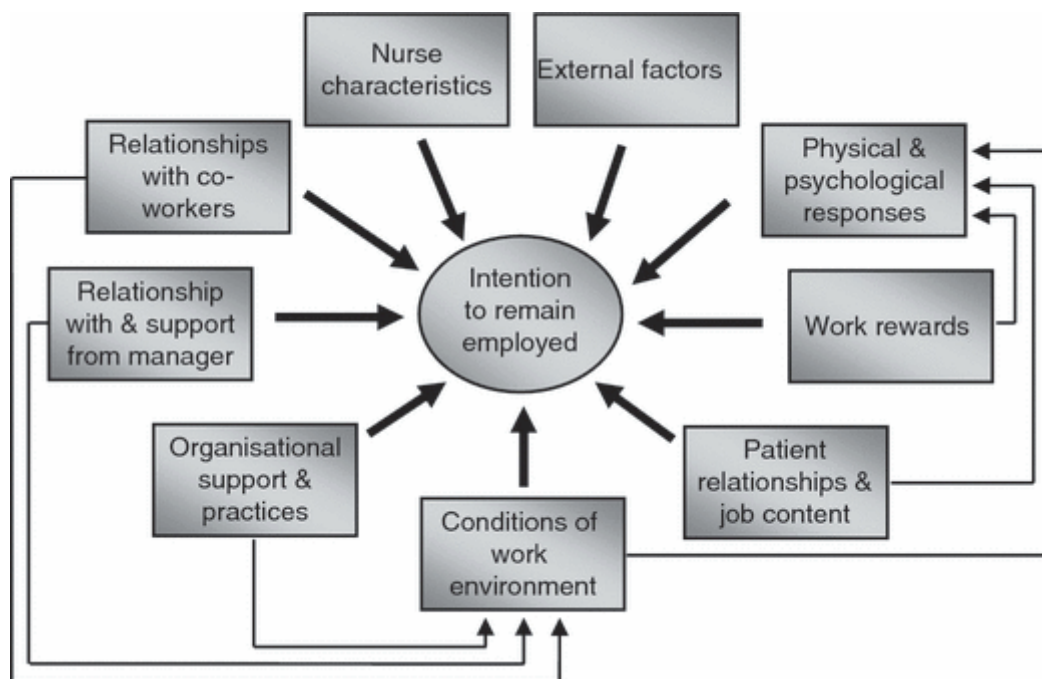 Nurse
characteristics
External factors
Relationships
with co-
workers
Physical &
psychological
responses
Intention
to remain
employed
Relationship
with & support
from manager
Work rewards
Organisational
support &
practices
Patient
relationships &
job content
Conditions of
work
environment